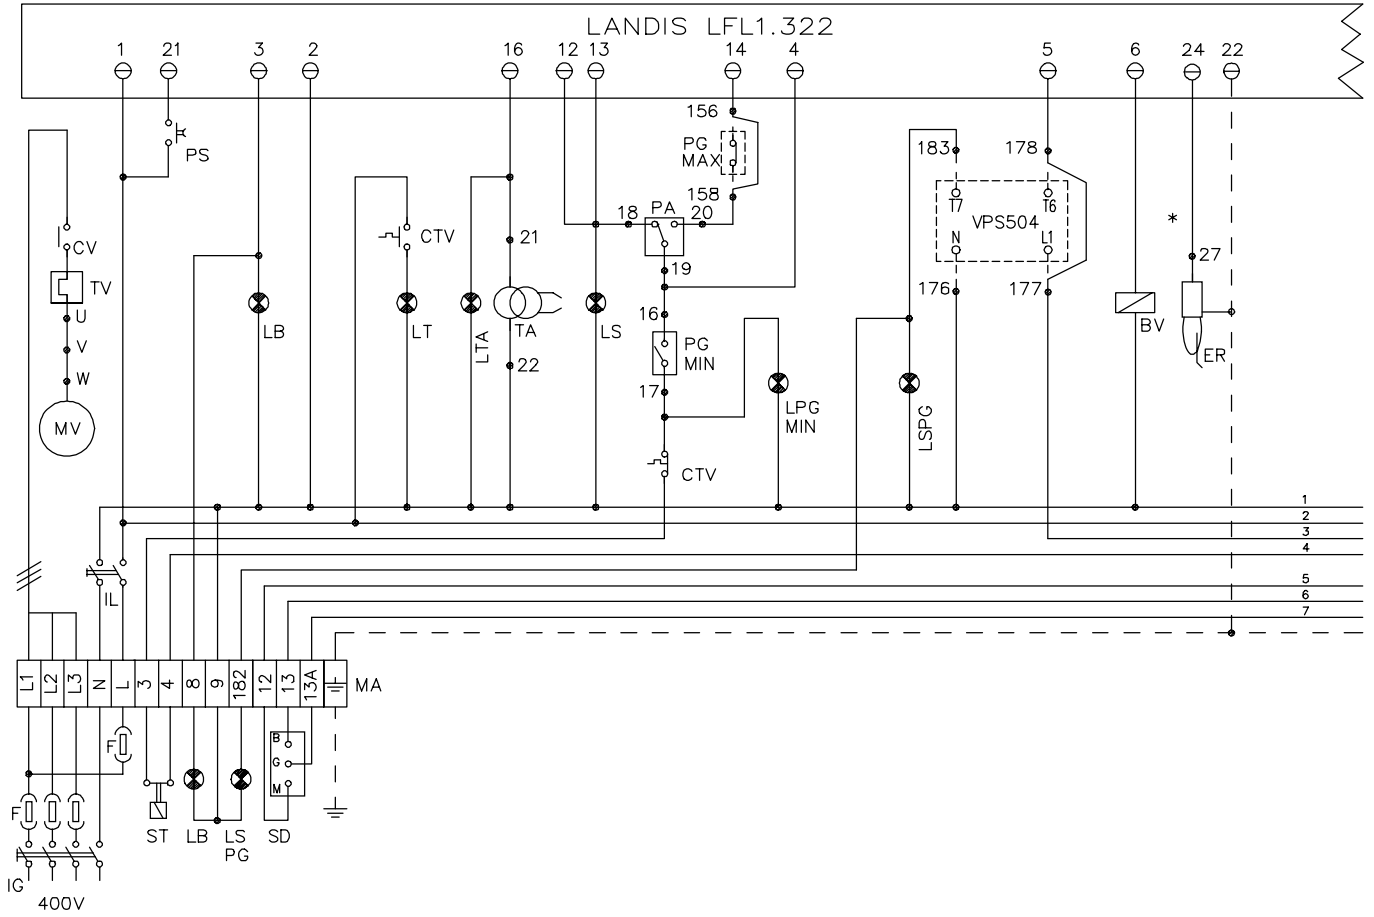 LANDIS LFL1.322
1 21 3 2 16 12 13 14 4 5 6 24 22
156
PS
PG
MAX
183 178
158
18 PA 20
T7 T6
*
CV
CTV
21
VPS504
N L1
19
27
TV
176 177
U
16
LB
LT
LTA
TA
LS
BV
V
PG
MIN
ER
22
W
17
MV
LPG
MIN
LSPG
CTV
1
2
3
4
IL
5
6
7
L1 L2 L3 N L 3 4 8 9 182 12 13 13A MA
F
B
G
M
F
ST LB LS
PG
SD
IG
400V